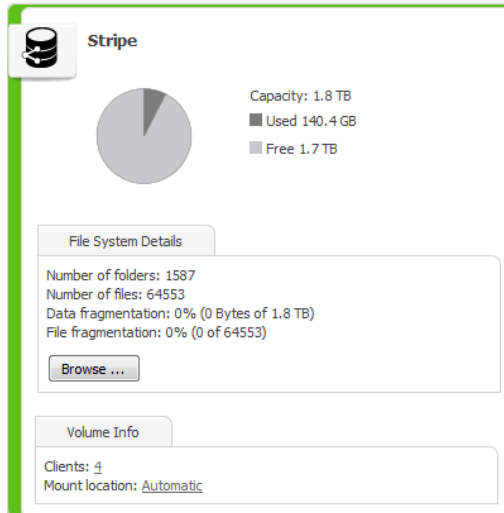 Stripe
Capacity: 1.8 TB
Used 140.4 GB
Free 1.7 TB
File System Details
Number of folders: 1587
Number of files: 64553
Data fragmentation: 0% (0 Bytes of 1.8 TB)
File fragmentation: 0% (0 of 64553)
Browse ...
Volume Info
Clients: 4
Mount location: Automatic